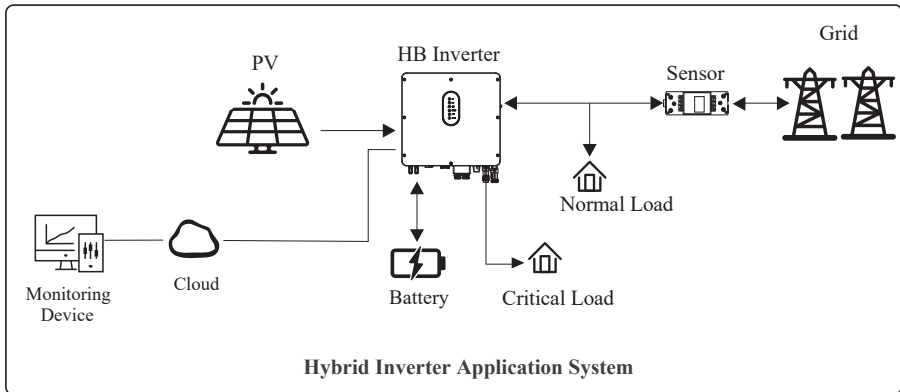 Grid
HB Inverter
PV
Sensor
Normal Load
Cloud
Monitoring
Device
Battery
Critical Load
Hybrid Inverter Application System